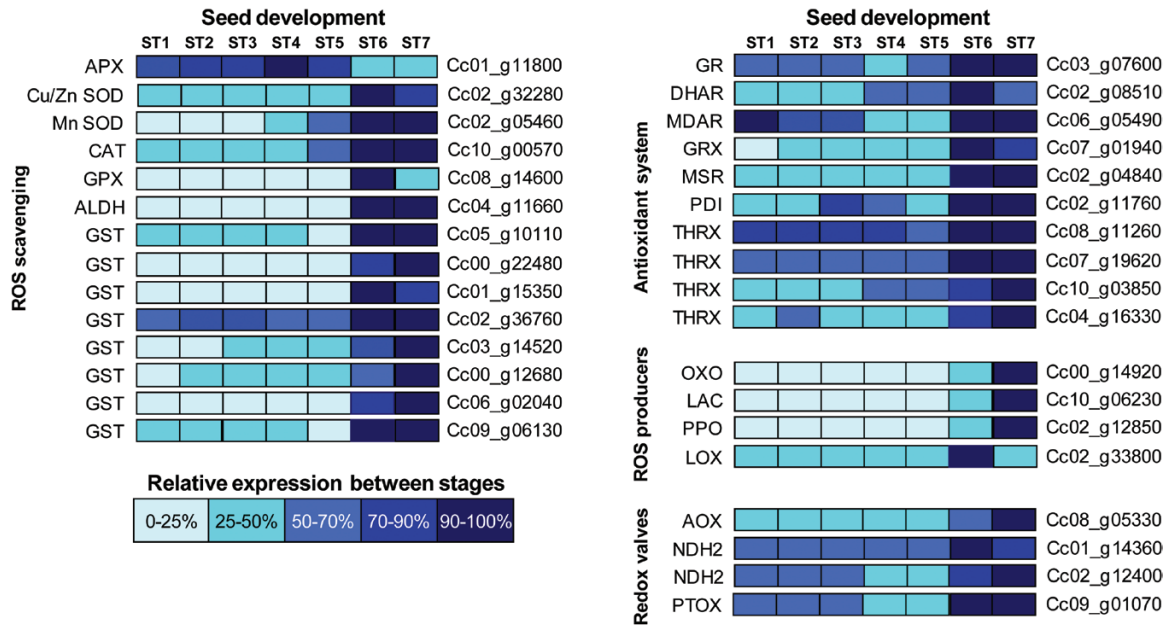 Seed development
ST1 ST2 ST3 ST4 ST5 ST6 ST7
ROS scavenging
APX Cc01_g11800
Cu/Zn SOD Cc02_g32280
Mn SOD Cc02_g05460
CAT Cc10_g00570
GPX Cc08_g14600
ALDH Cc04_g11660
GST Cc05_g10110
GST Cc00_g22480
GST Cc01_g15350
GST Cc02_g36760
GST Cc03_g14520
GST Cc00_g12680
GST Cc06_g02040
GST Cc09_g06130
Relative expression between stages
0-25% 25-50% 50-70% 70-90% 90-100%
Seed development
ST1 ST2 ST3 ST4 ST5 ST6 ST7
Antioxidant system
GR Cc03_g07600
DHAR Cc02_g08510
MDAR Cc06_g05490
GRX Cc07_g01940
MSR Cc02_g04840
PDI Cc02_g11760
THRX Cc08_g11260
THRX Cc07_g19620
THRX Cc10_g03850
THRX Cc04_g16330
ROS producers
OXO Cc00_g14920
LAC Cc10_g06230
PPO Cc02_g12850
LOX Cc02_g33800
Redox valves
AOX Cc08_g05330
NDH2 Cc01_g14360
NDH2 Cc02_g12400
PTOX Cc09_g01070